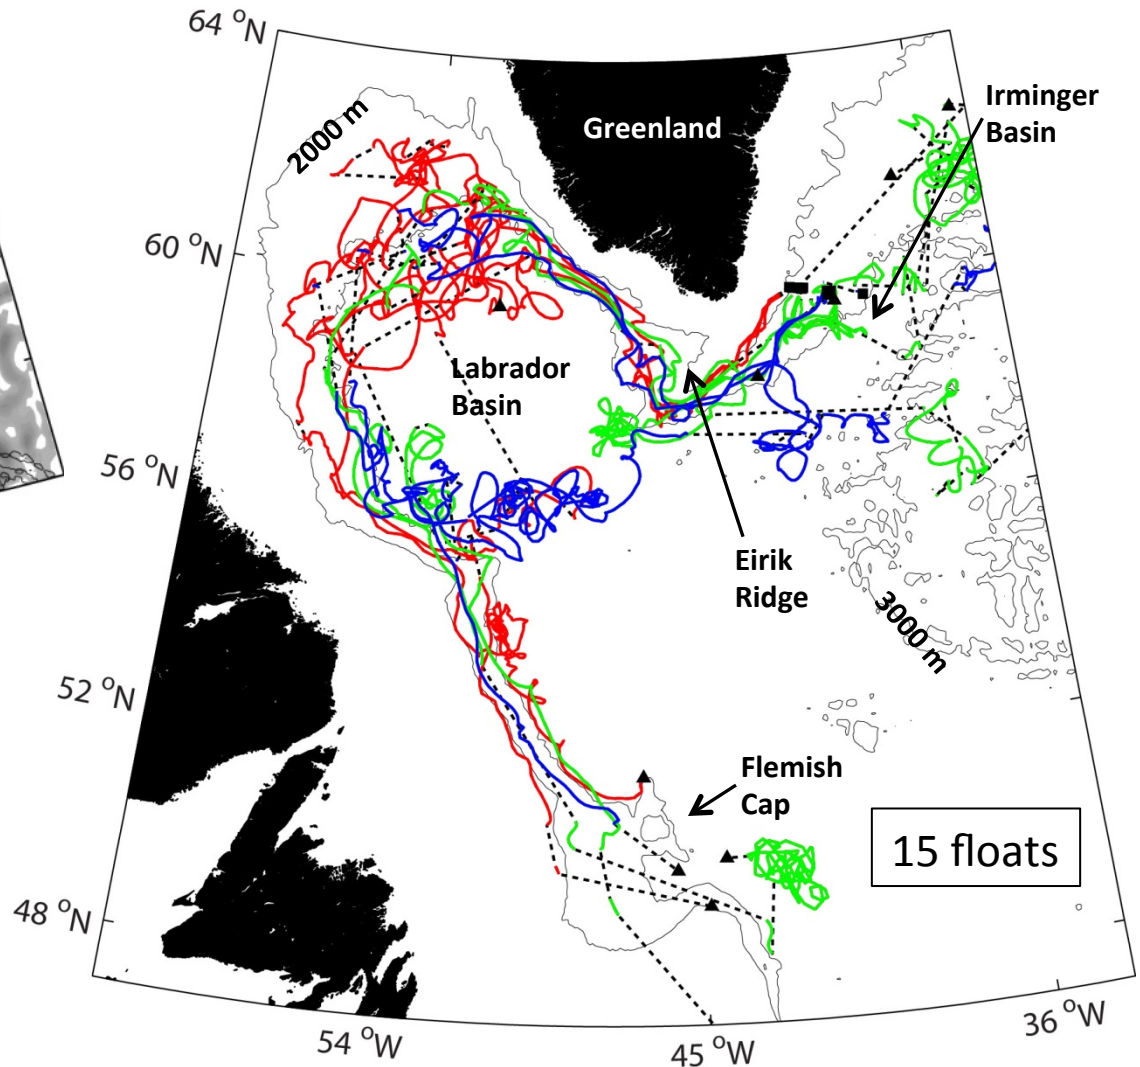 64 °N
2000 m
Greenland
Irminger
Basin
60 °N
Labrador
Basin
56 °N
Eirik
Ridge
3000 m
52 °N
Flemish
Cap
15 floats
48 °N
54 °W
45 °W
36 °W